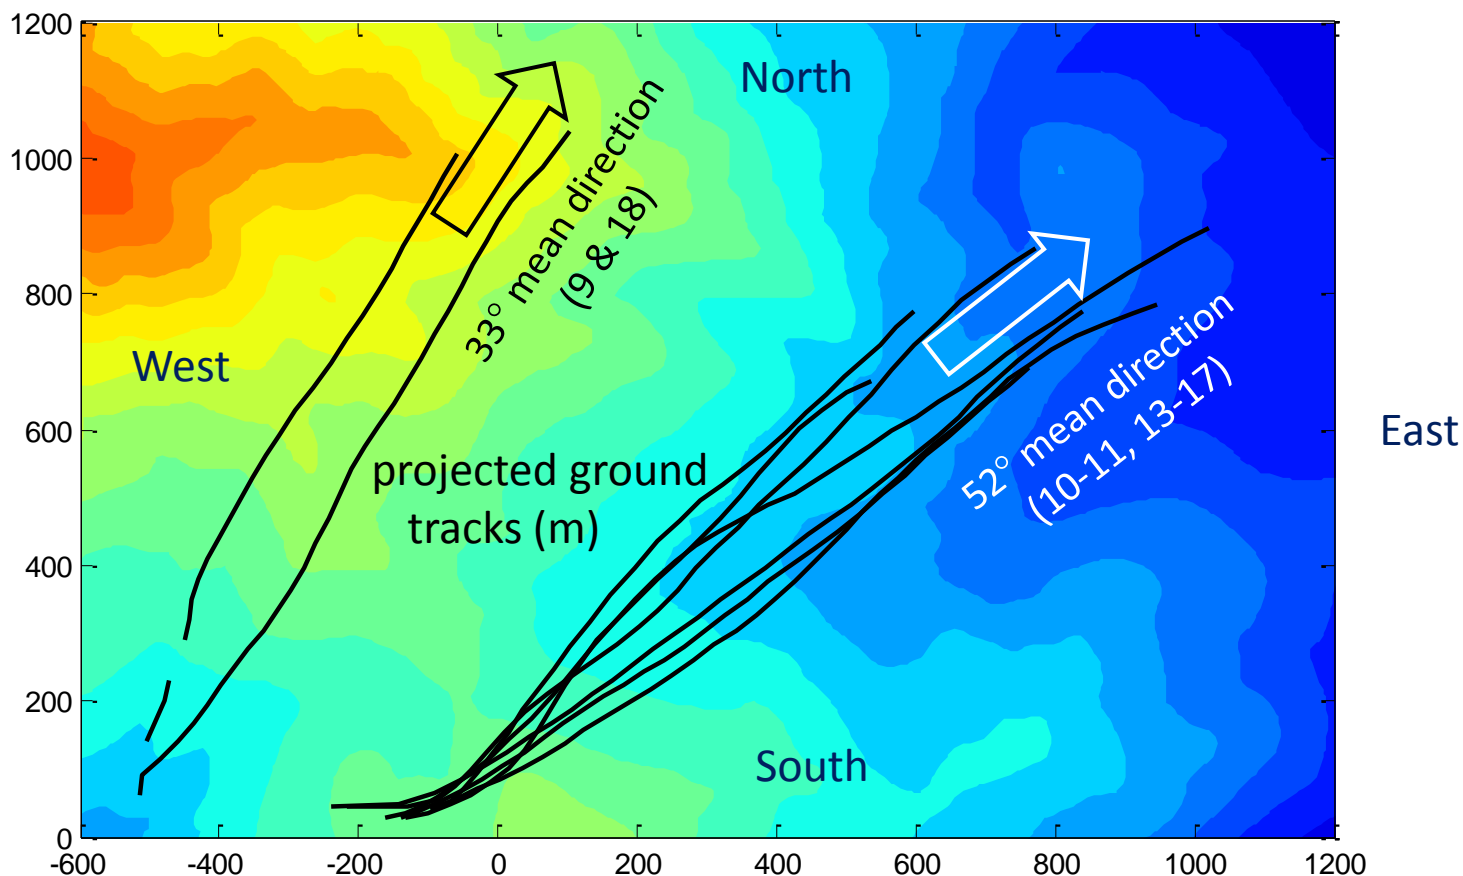 1200
1000
800
600
400
200
0
-600
-400
-200
0
200
400
600
800
1000
1200
North
West
East
South
33° mean direction
(9 & 18)
52° mean direction
(10-11, 13-17)
projected ground
tracks (m)